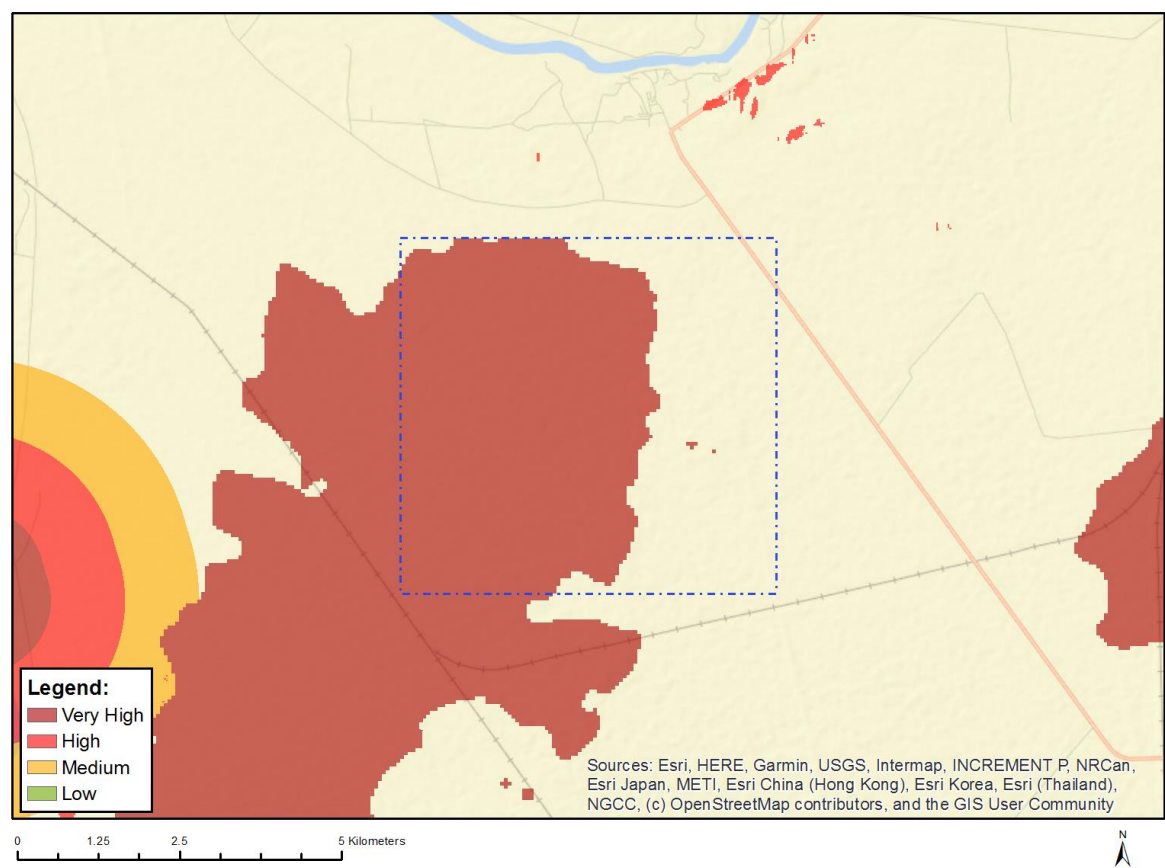 Legend:
Very High
High
Medium
Low
Sources: Esri, HERE, Garmin, USGS, Intermap, INCREMENT P, NRCan,
Esri Japan, METI, Esri China (Hong Kong), Esri Korea, Esri (Thailand),
NGCC, (c) OpenStreetMap contributors, and the GIS User Community
0 1.25 2.5 5 Kilometers
N